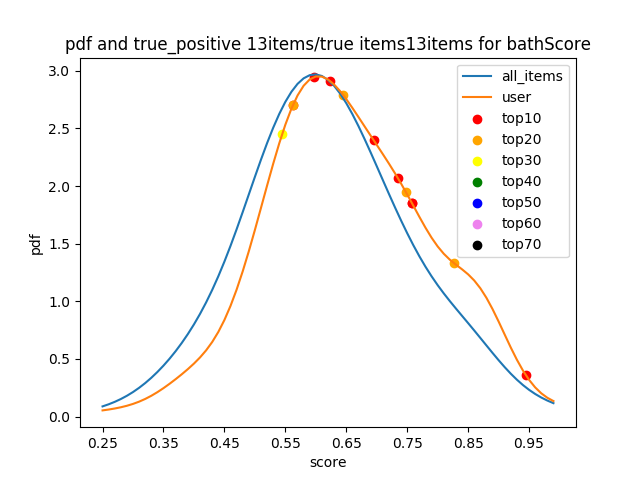 pdf and true_positive 13items/true items13items for bathScore
3.0
2.5
2.0
1.5
1.0
0.5
0.0
pdf
0.25 0.35 0.45 0.55 0.65 0.75 0.85 0.95
score
all_items
user
top10
top20
top30
top40
top50
top60
top70